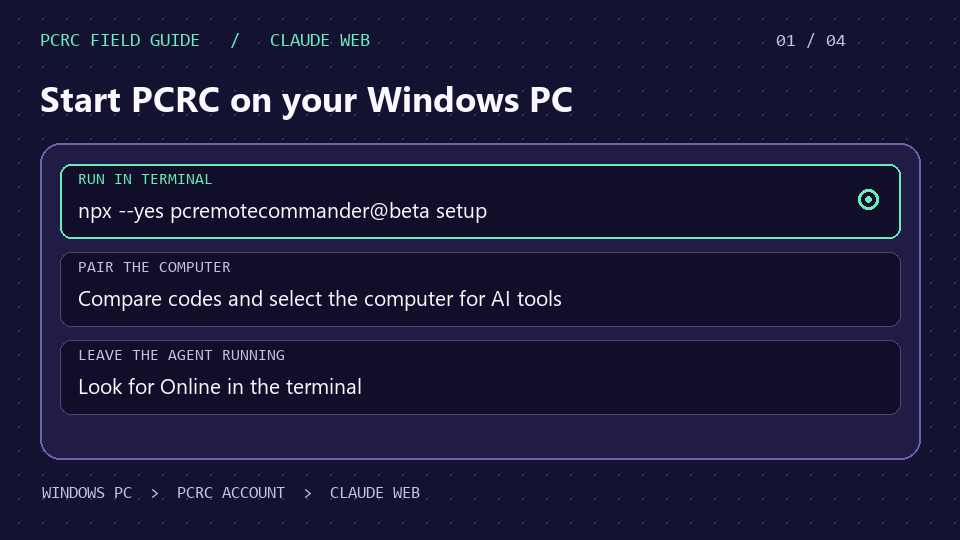 PCRC FIELD GUIDE / CLAUDE WEB
01 / 04
Start PCRC on your Windows PC
RUN IN TERMINAL
npx --yes pcremotecommander@beta setup
PAIR THE COMPUTER
Compare codes and select the computer for AI tools
LEAVE THE AGENT RUNNING
Look for Online in the terminal
WINDOWS PC > PCRC ACCOUNT > CLAUDE WEB